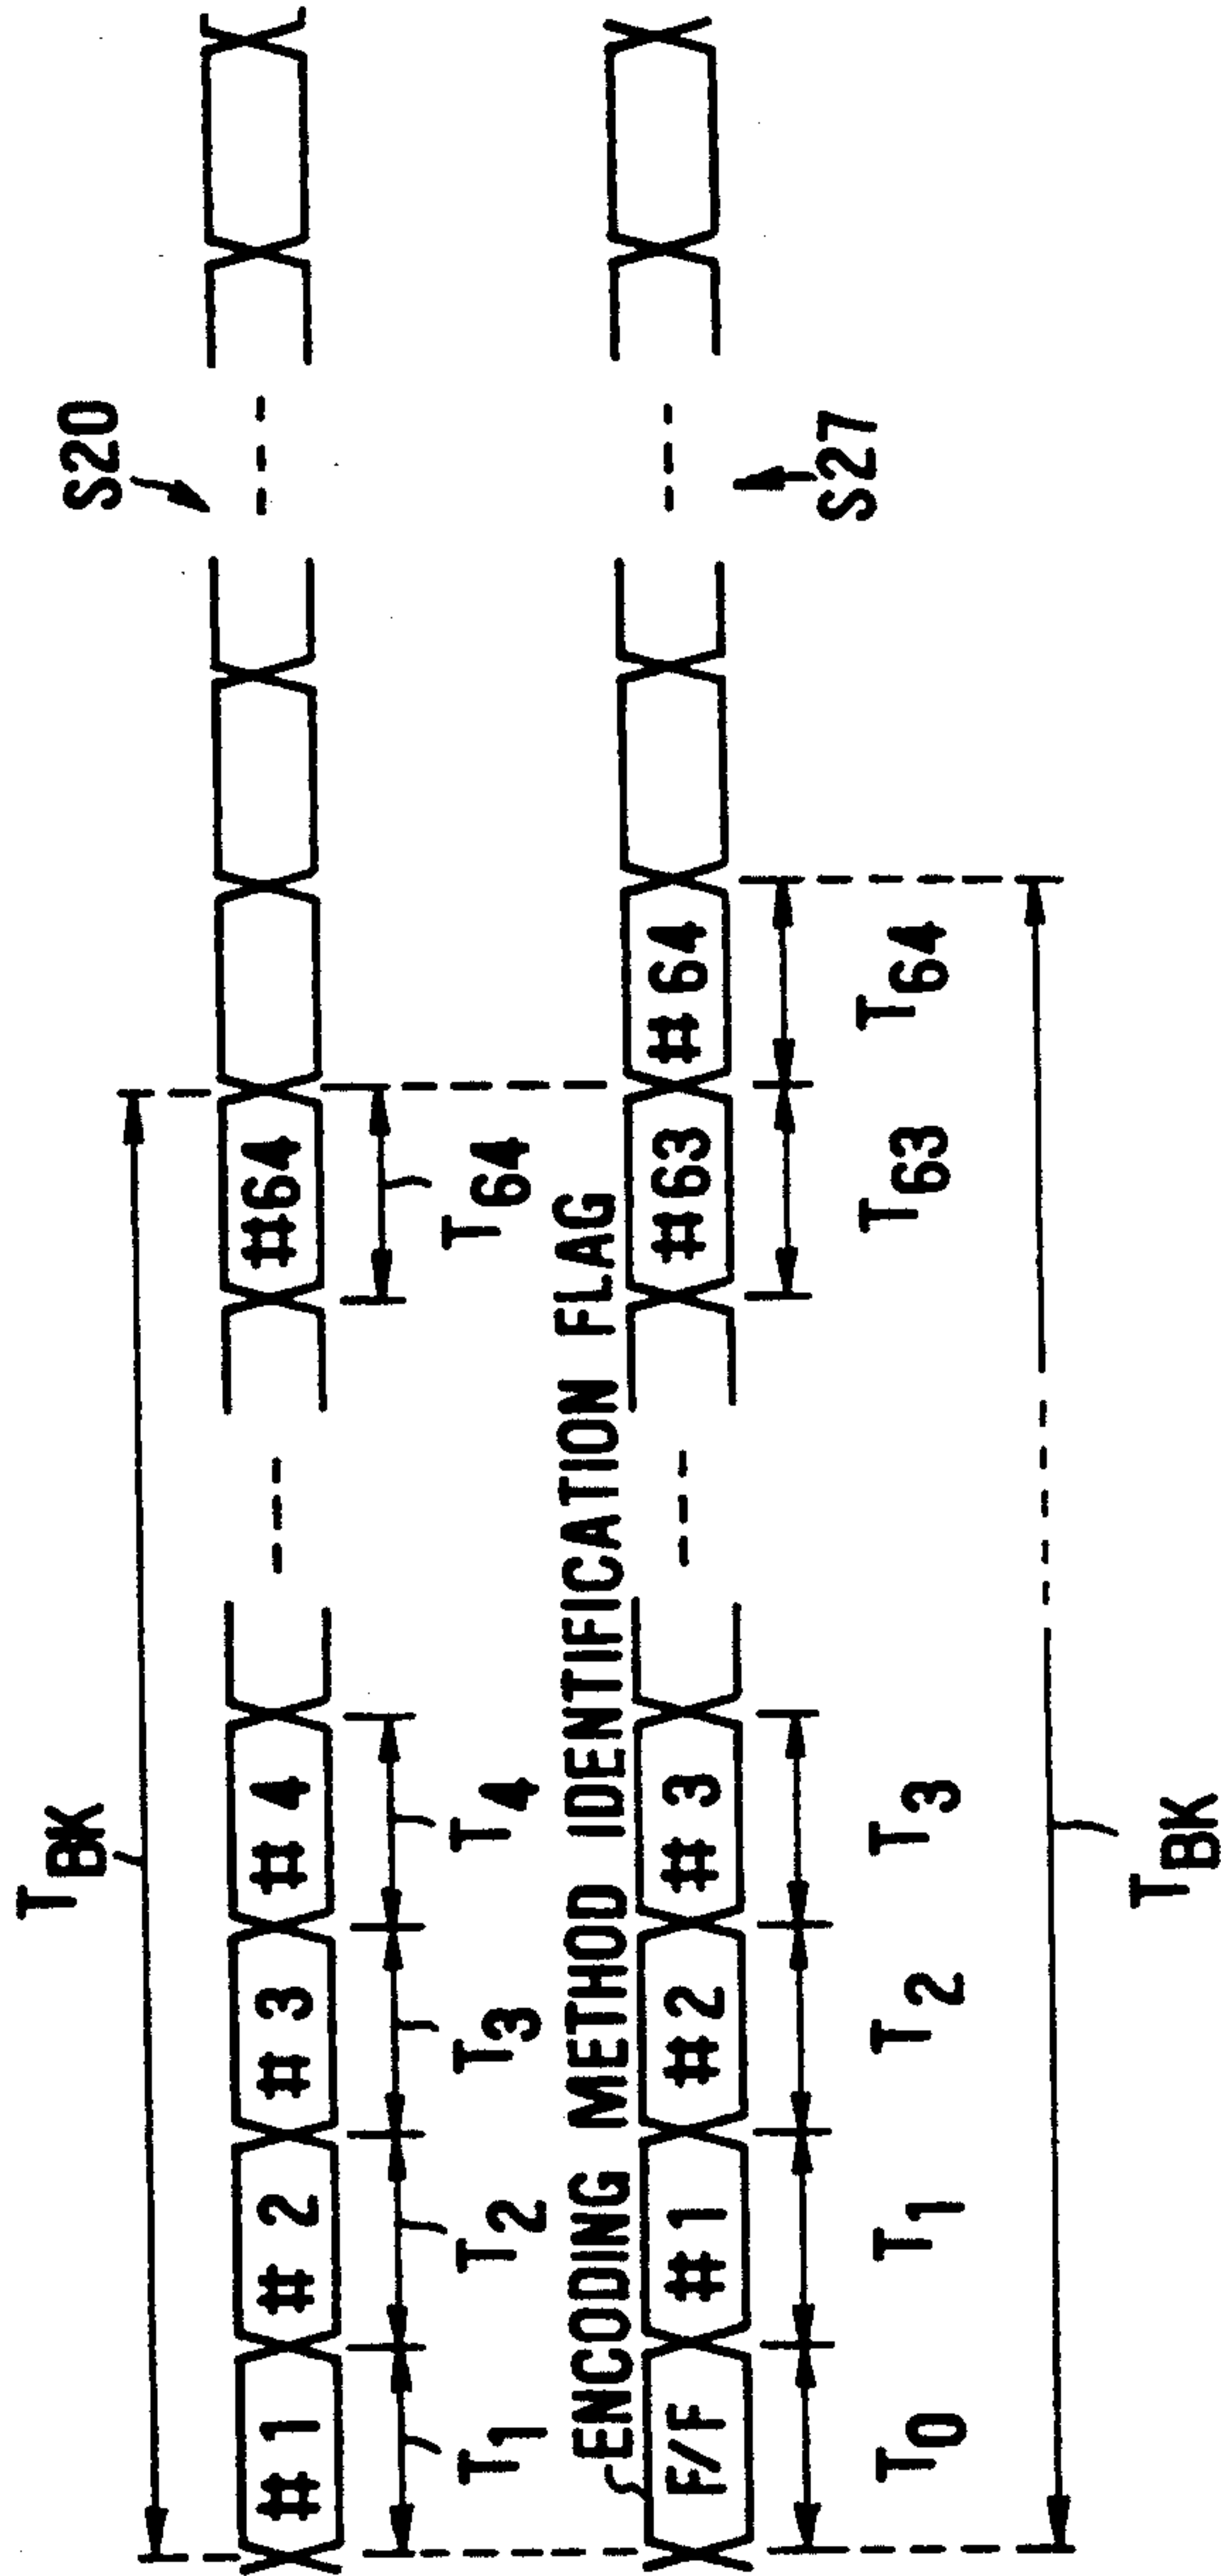 T_BK
S20
#1 #2 #3 #4 --- #64 ---
T_1 T_2 T_3 T_4 T_64
ENCODING METHOD IDENTIFICATION FLAG
F/F #1 #2 #3 --- #63 #64 ---
S27
T_0 T_1 T_2 T_3 T_63 T_64
T_BK